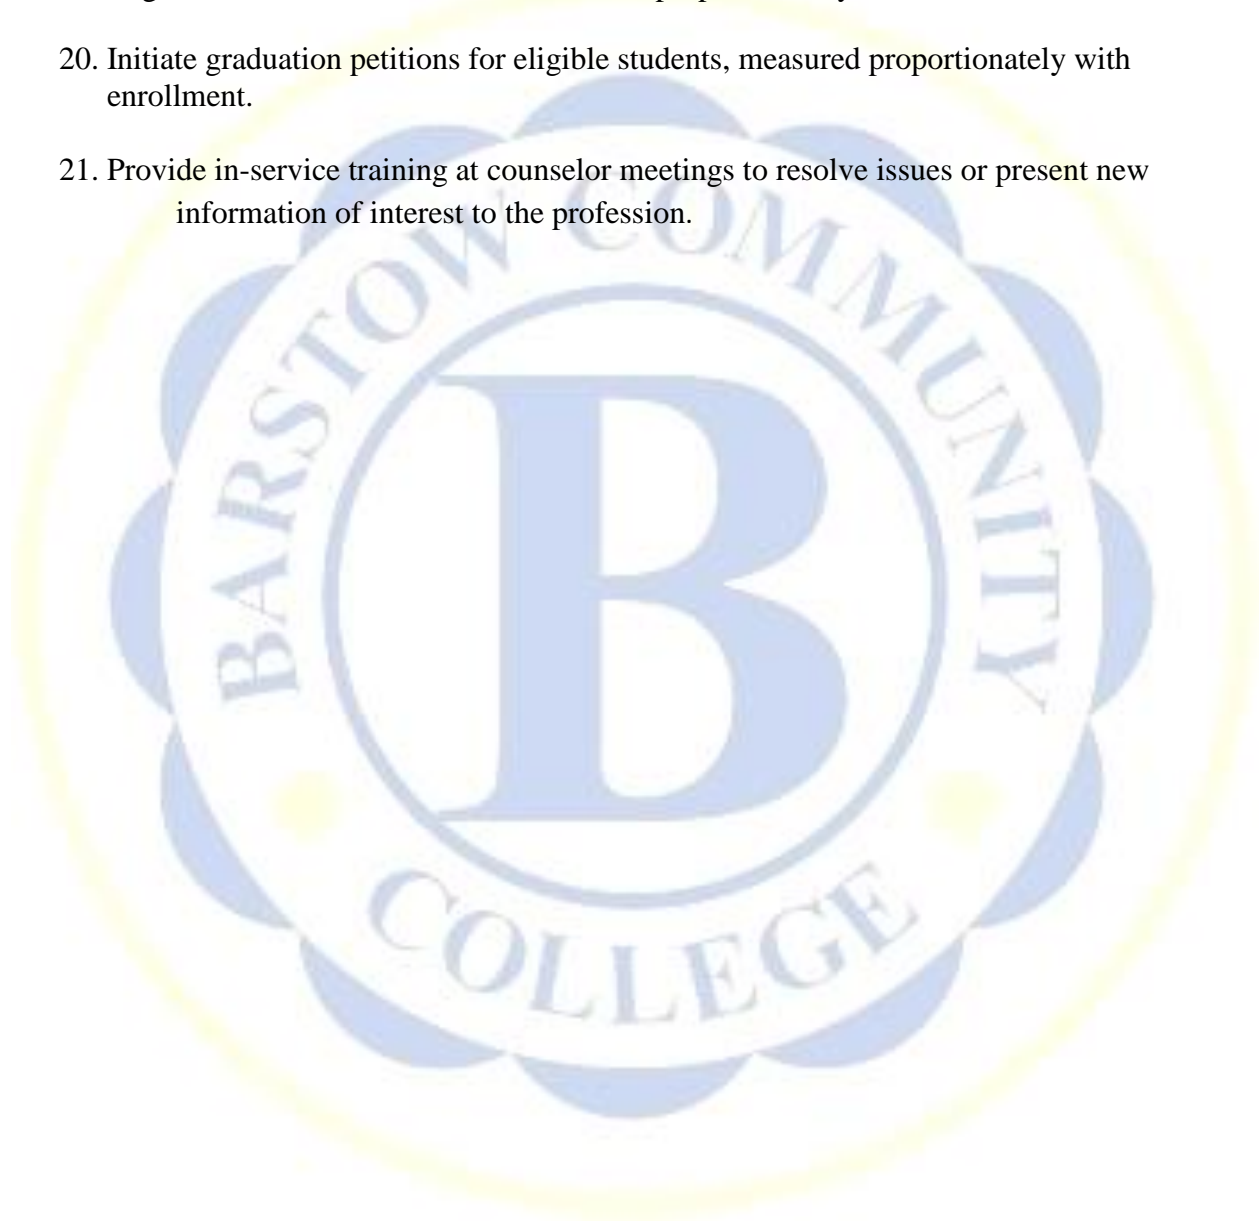 20. Initiate graduation petitions for eligible students, measured proportionately with
enrollment.
21. Provide in-service training at counselor meetings to resolve issues or present new
information of interest to the profession.
BARSTOW COMMUNITY
B
COLLEGE